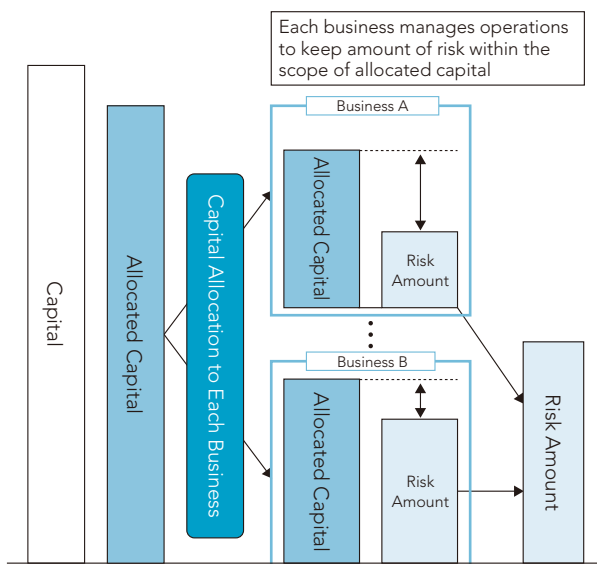 Each business manages operations
to keep amount of risk within the
scope of allocated capital
Capital
Allocated Capital
Capital Allocation to Each Business
Business A
Allocated Capital
Risk
Amount
Business B
Allocated Capital
Risk
Amount
Risk Amount